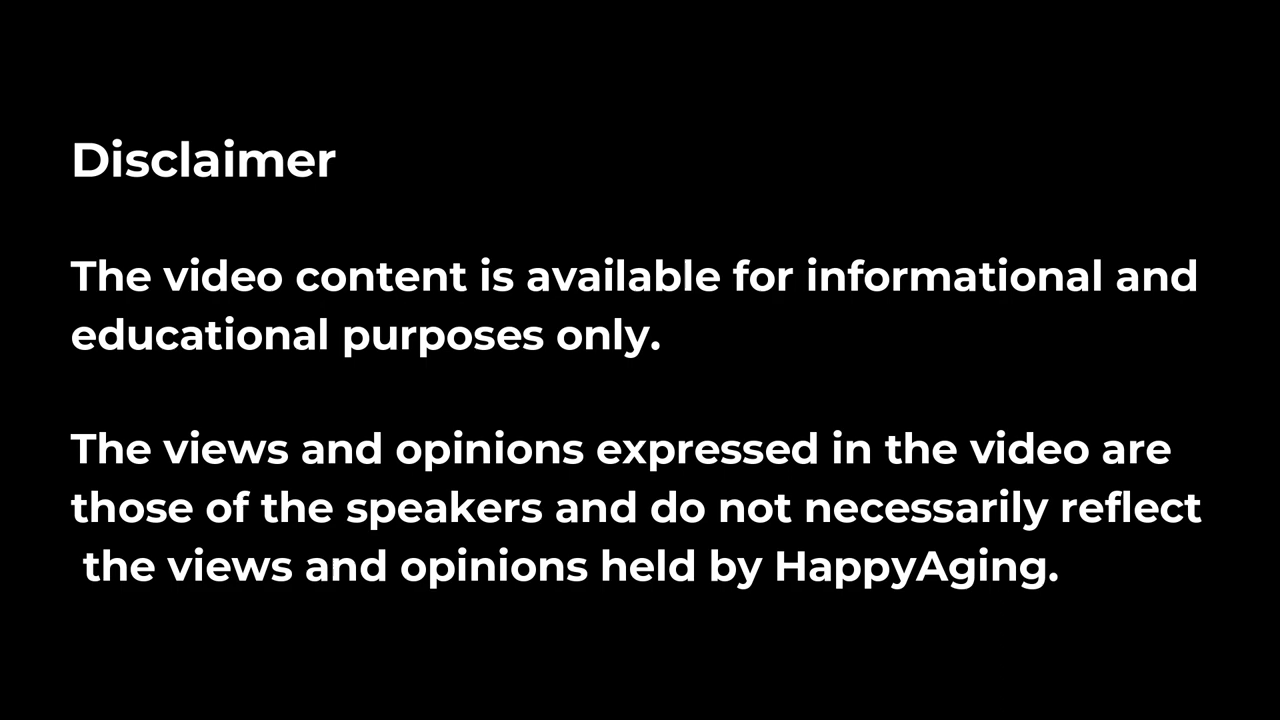 Disclaimer
The video content is available for informational and
educational purposes only.
The views and opinions expressed in the video are
those of the speakers and do not necessarily reflect
the views and opinions held by HappyAging.